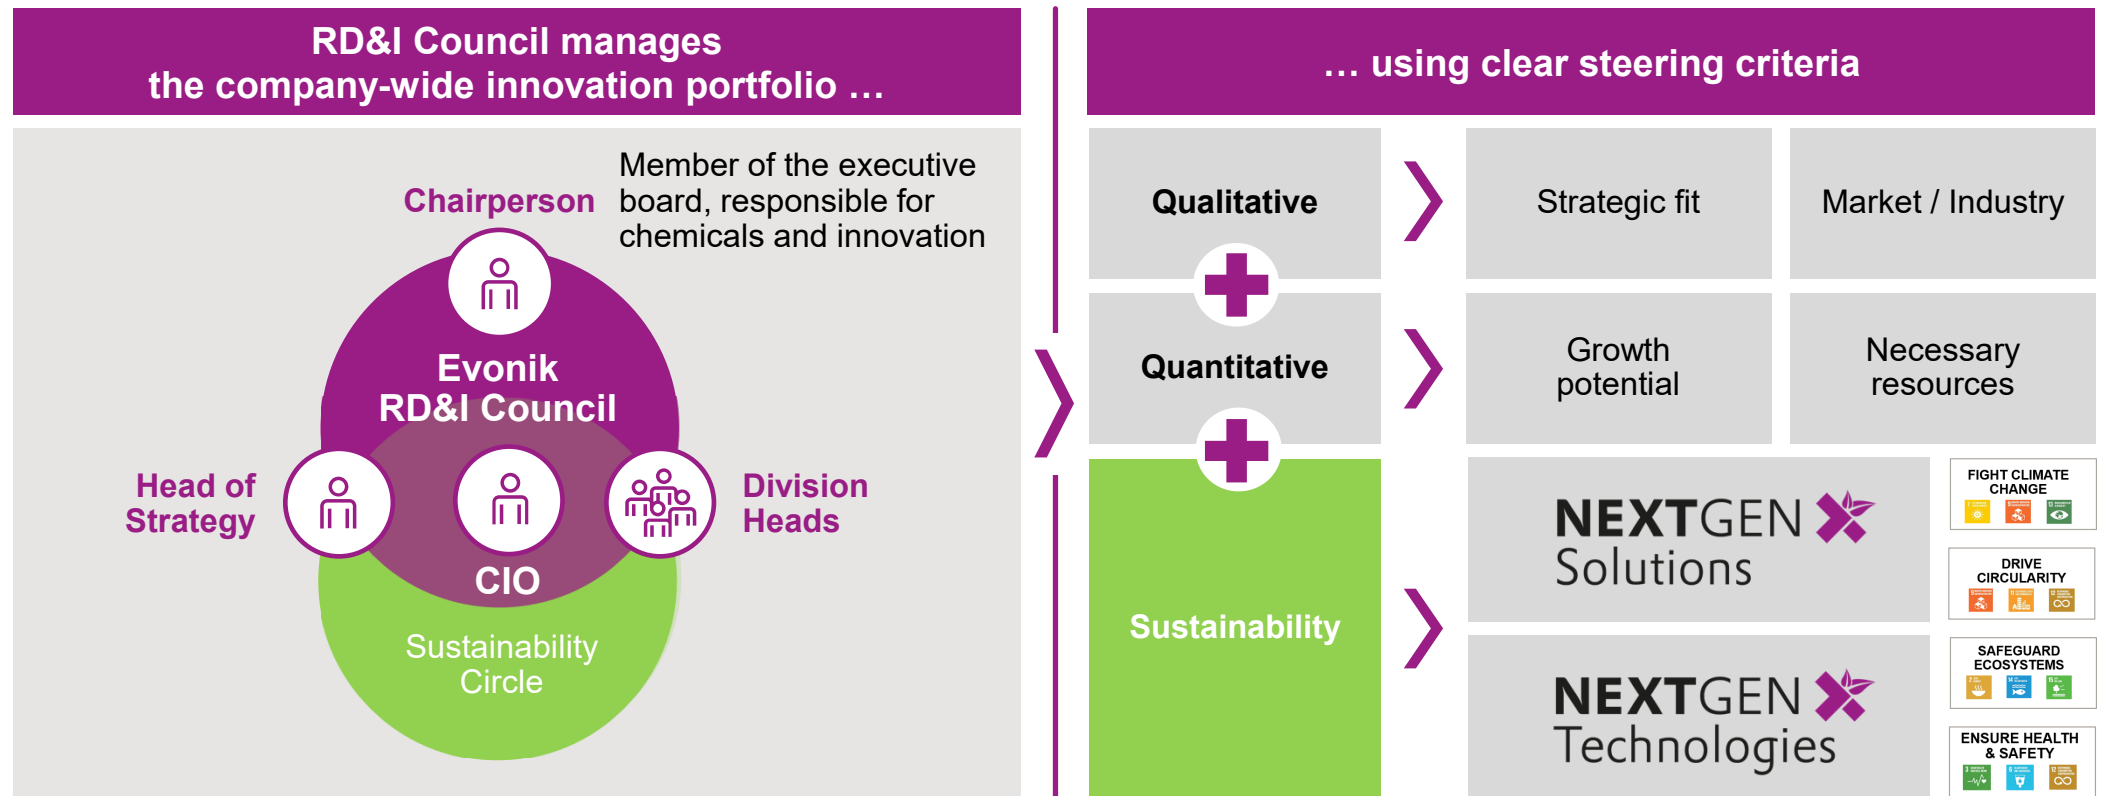 RD&I Council manages
the company-wide innovation portfolio …
Chairperson
Member of the executive
board, responsible for
chemicals and innovation
Evonik
RD&I Council
Head of
Strategy
Division
Heads
CIO
Sustainability
Circle
… using clear steering criteria
Qualitative
Strategic fit
Market / Industry
Quantitative
Growth
potential
Necessary
resources
Sustainability
NEXTGEN
Solutions
NEXTGEN
Technologies
FIGHT CLIMATE
CHANGE
DRIVE
CIRCULARITY
SAFEGUARD
ECOSYSTEMS
ENSURE HEALTH
& SAFETY